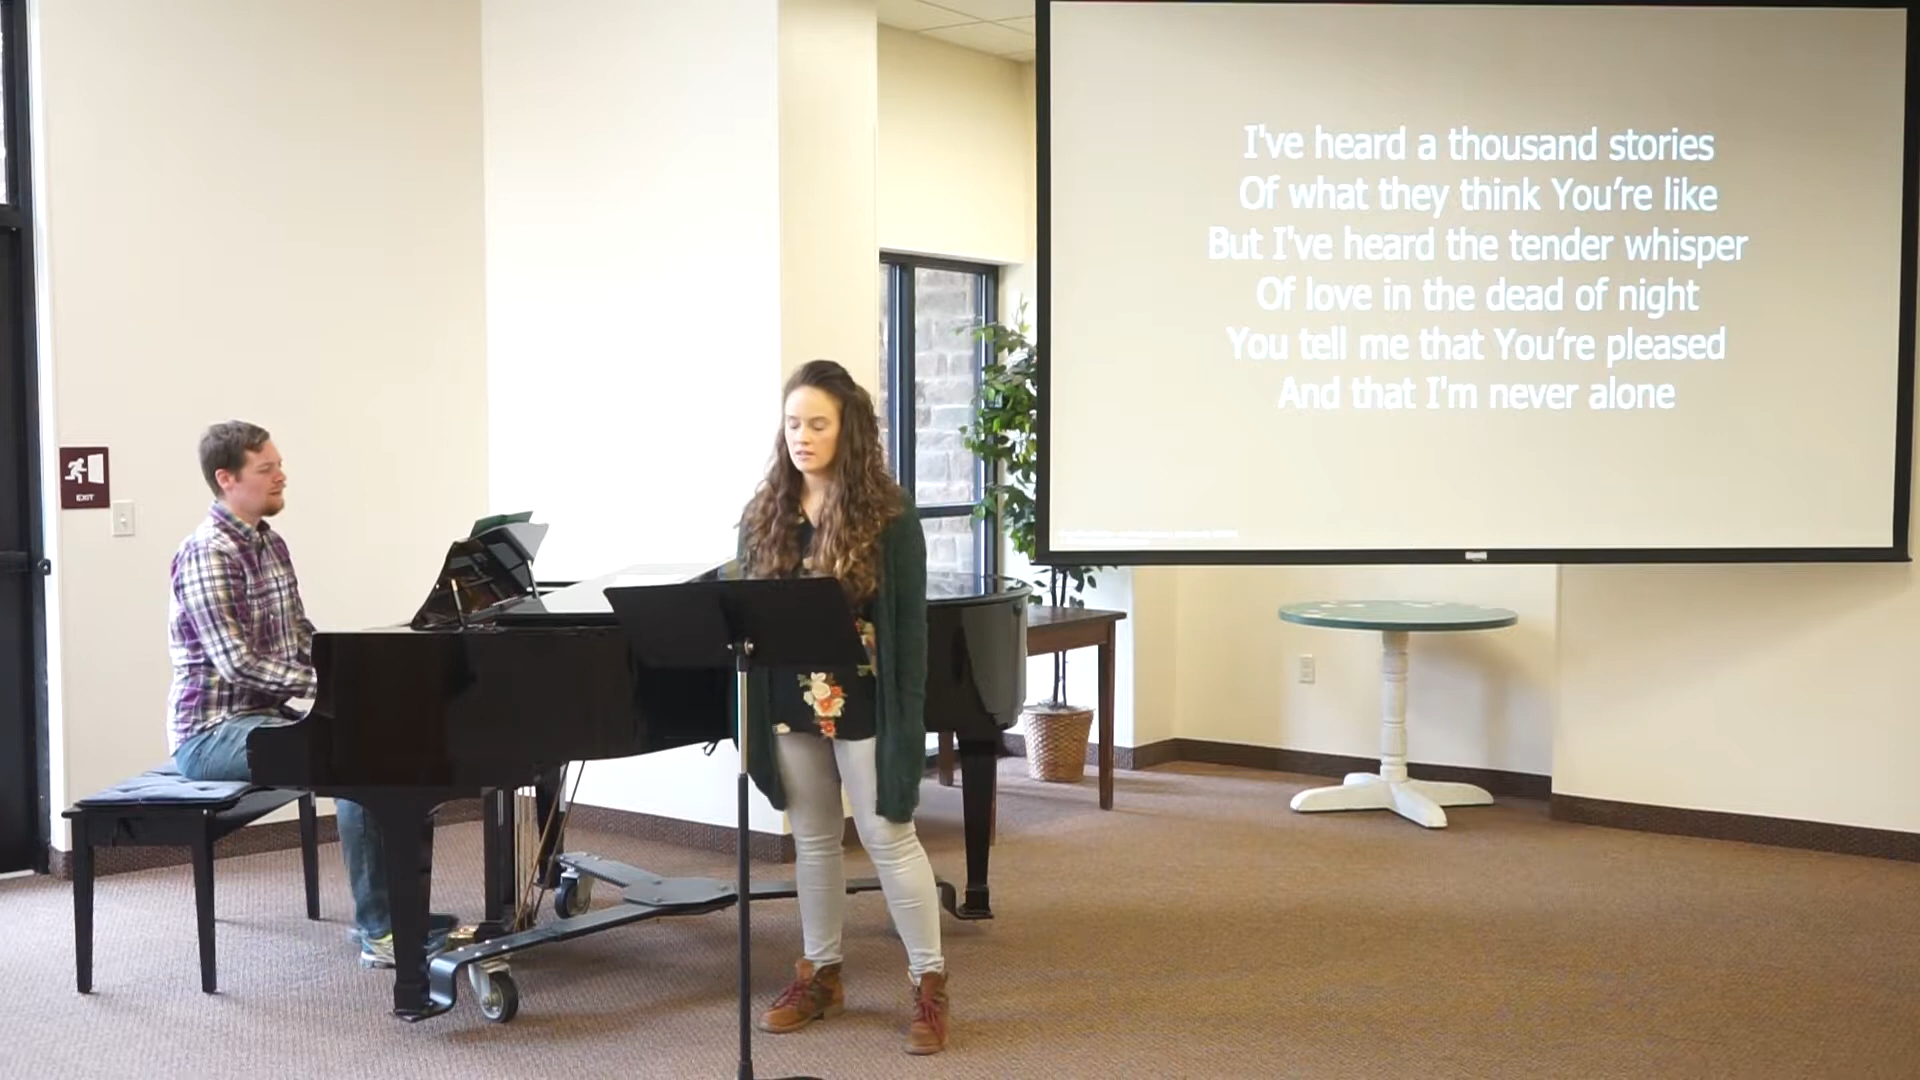 I've heard a thousand stories
Of what they think You’re like
But I've heard the tender whisper
Of love in the dead of night
You tell me that You’re pleased
And that I'm never alone
EXIT